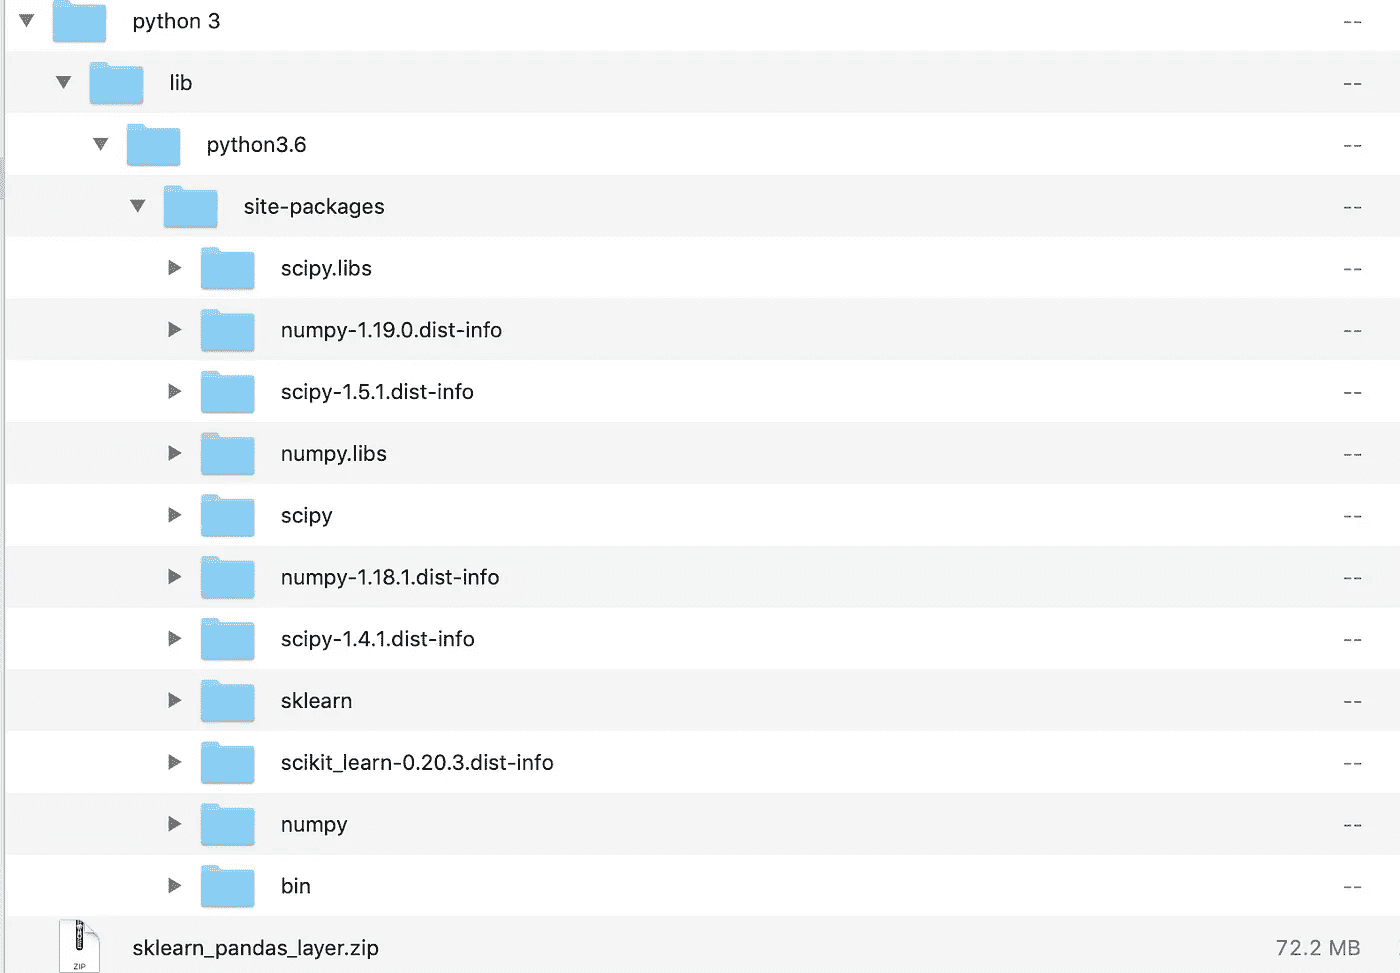 python 3 --
lib --
python3.6 --
site-packages --
scipy.libs --
numpy-1.19.0.dist-info --
scipy-1.5.1.dist-info --
numpy.libs --
scipy --
numpy-1.18.1.dist-info --
scipy-1.4.1.dist-info --
sklearn --
scikit_learn-0.20.3.dist-info --
numpy --
bin --
sklearn_pandas_layer.zip 72.2 MB
ZIP